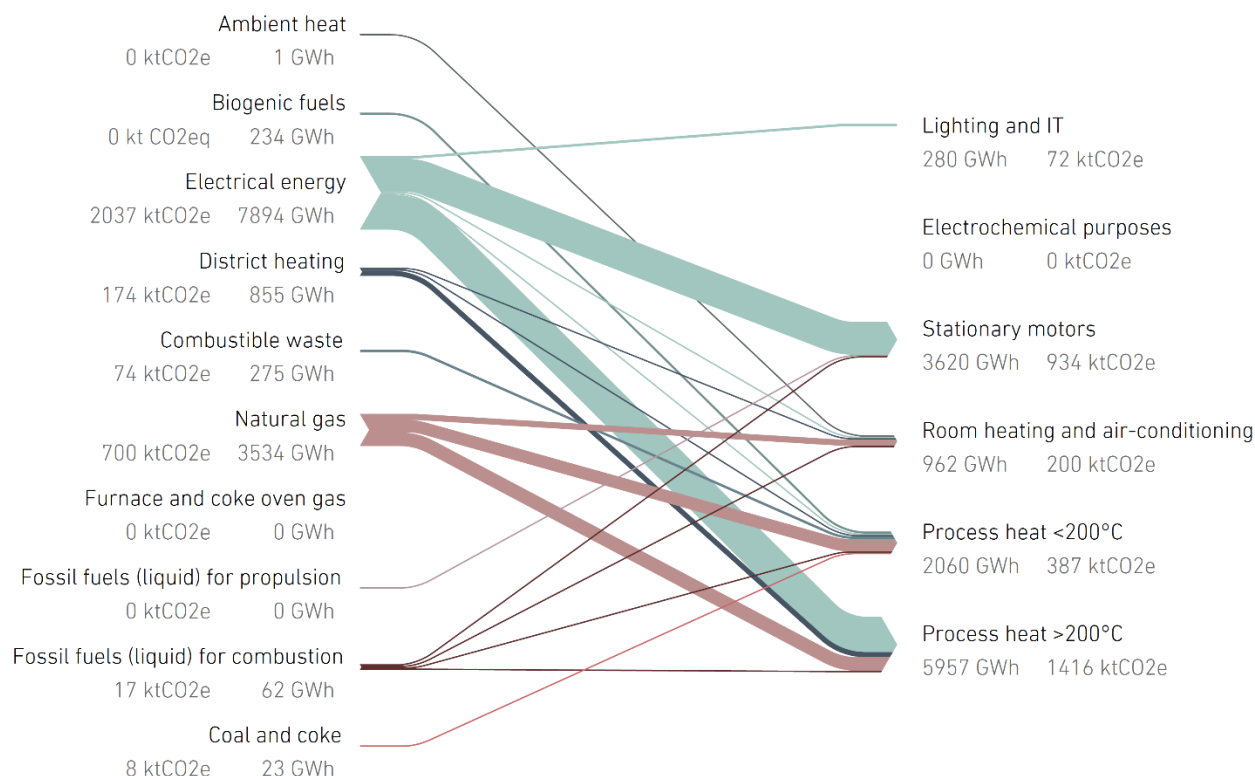 Ambient heat
0 ktCO2e 1 GWh
Biogenic fuels
0 kt CO2eq 234 GWh
Electrical energy
2037 ktCO2e 7894 GWh
District heating
174 ktCO2e 855 GWh
Combustible waste
74 ktCO2e 275 GWh
Natural gas
700 ktCO2e 3534 GWh
Furnace and coke oven gas
0 ktCO2e 0 GWh
Fossil fuels (liquid) for propulsion
0 ktCO2e 0 GWh
Fossil fuels (liquid) for combustion
17 ktCO2e 62 GWh
Coal and coke
8 ktCO2e 23 GWh
Lighting and IT
280 GWh 72 ktCO2e
Electrochemical purposes
0 GWh 0 ktCO2e
Stationary motors
3620 GWh 934 ktCO2e
Room heating and air-conditioning
962 GWh 200 ktCO2e
Process heat <200°C
2060 GWh 387 ktCO2e
Process heat >200°C
5957 GWh 1416 ktCO2e